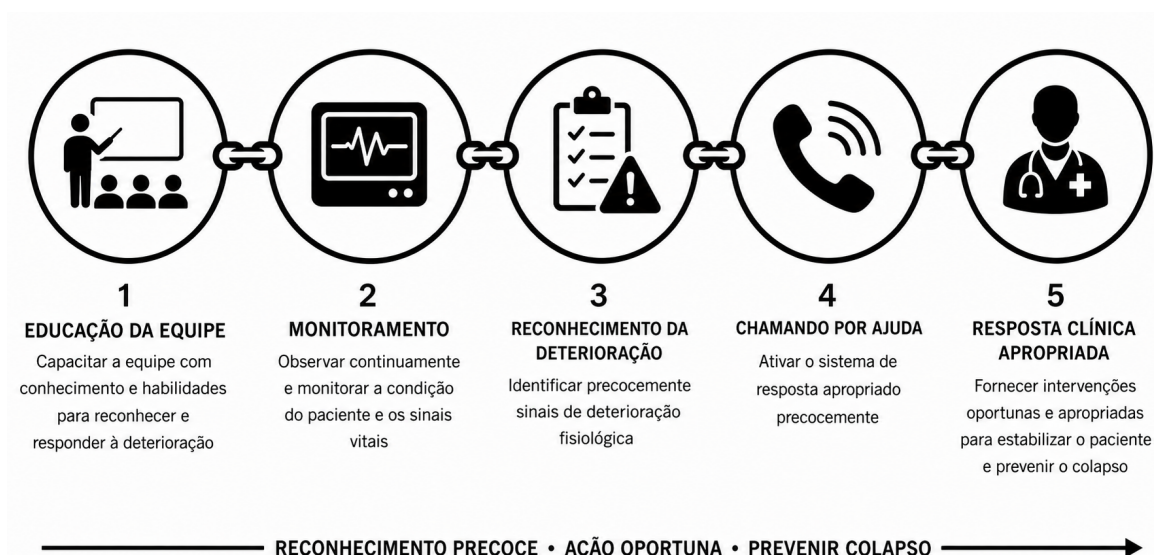 1
EDUCAÇÃO DA EQUIPE
Capacitar a equipe com
conhecimento e habilidades
para reconhecer e
responder à deterioração
2
MONITORAMENTO
Observar continuamente
e monitorar a condição
do paciente e os sinais
vitais
3
RECONHECIMENTO DA
DETERIORAÇÃO
Identificar precocemente
sinais de deterioração
fisiológica
4
CHAMANDO POR AJUDA
Ativar o sistema de
resposta apropriado
precocemente
5
RESPOSTA CLÍNICA
APROPRIADA
Fornecer intervenções
oportunas e apropriadas
para estabilizar o paciente
e prevenir o colapso
RECONHECIMENTO PRECOCE • AÇÃO OPORTUNA • PREVENIR COLAPSO